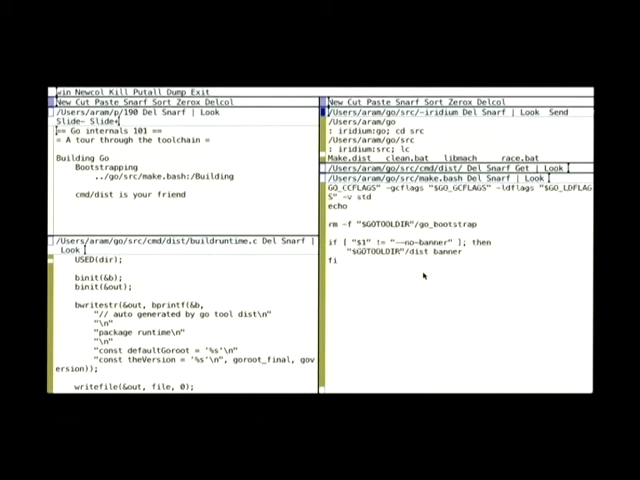 win Newcol Kill Putall Dump Exit
New Cut Paste Snarf Sort Zerox Delcol
/Users/aram/p/190 Del Snarf | Look
Slide- Slide+
== Go internals 101 ==
= A tour through the toolchain =
Building Go
Bootstrapping
../go/src/make.bash:/Building
cmd/dist is your friend
/Users/aram/go/src/cmd/dist/buildruntime.c Del Snarf |
Look
USED(dir);
binit(&b);
binit(&out);
bwritestr(&out, bprintf(&b,
"// auto generated by go tool dist\n"
"\n"
"package runtime\n"
"\n"
"const defaultGoroot = `%s`\n"
"const theVersion = `%s`\n", goroot_final, gov
ersion));
writefile(&out, file, 0);
New Cut Paste Snarf Sort Zerox Delcol
/Users/aram/go/src/-iridium Del Snarf | Look Send
/Users/aram/go
: iridium:go; cd src
/Users/aram/go/src
: iridium:src; lc
Make.dist clean.bat libmach race.bat
/Users/aram/go/src/cmd/dist/ Del Snarf Get | Look
/Users/aram/go/src/make.bash Del Snarf | Look
GO_CCFLAGS" -gcflags "$GO_GCFLAGS" -ldflags "$GO_LDFLAG
S" -v std
echo
rm -f "$GOTOOLDIR"/go_bootstrap
if [ "$1" != "--no-banner" ]; then
"$GOTOOLDIR"/dist banner
fi